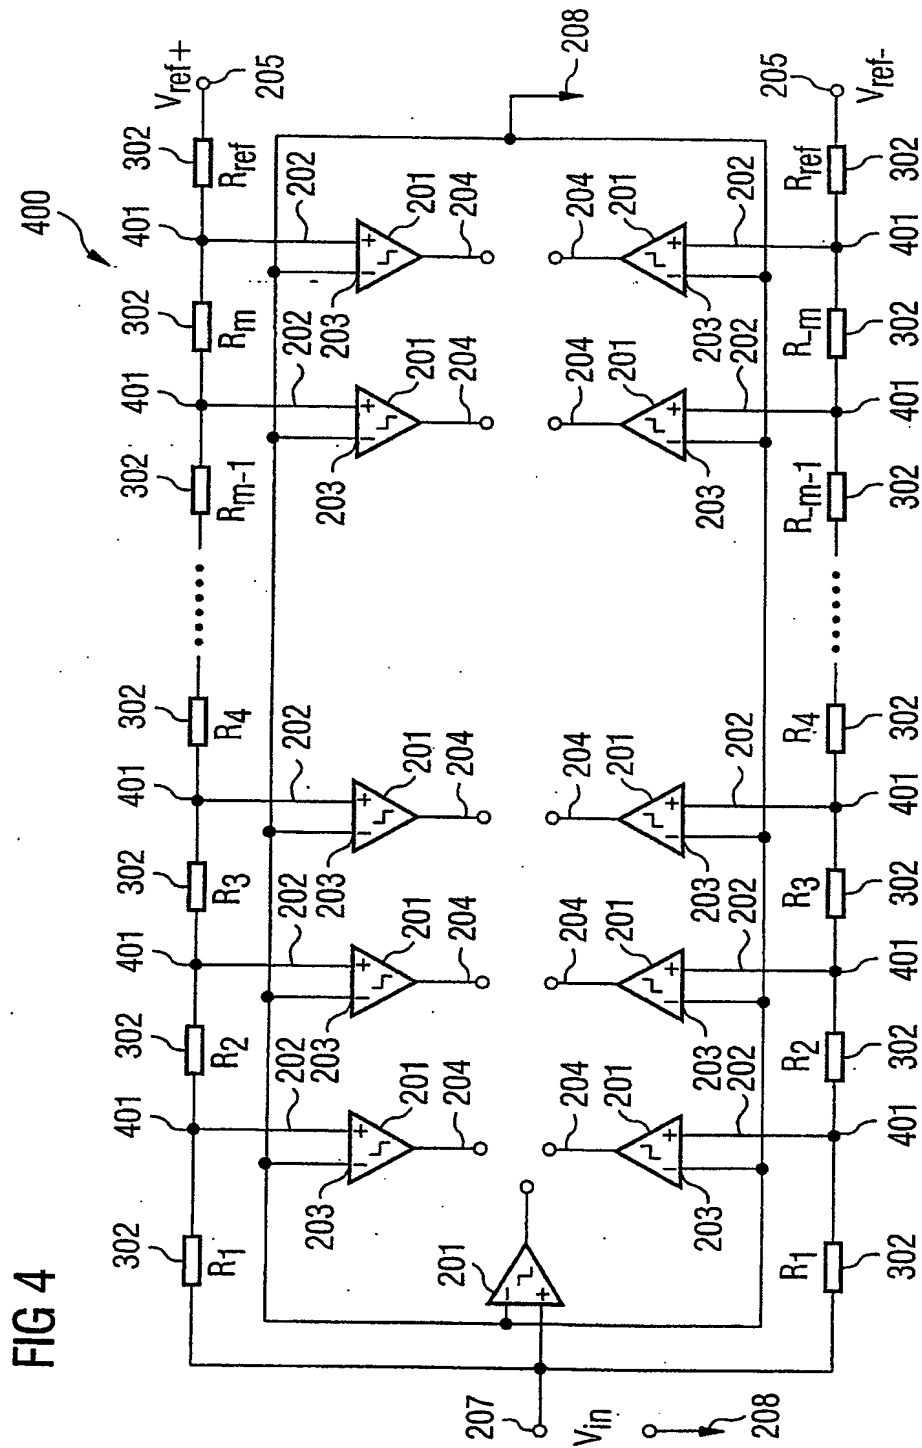 FIG 4
400
302 401 302 401 302 401 302 302 401 302 401 302 Vref+
R1 R2 R3 R4 Rm-1 Rm Rref 205
202 202 202 202 202
203 203 203 203 203
201 201 201 201 201
201 204 204 204 204 204
207
Vin
204 204 204 204 204 208
201 201 201 201 201
203 203 203 203 203
202 202 202 202 202
208
205
R1 R2 R3 R4 R-m-1 R-m Rref Vref-
302 401 302 401 302 401 302 302 401 302 401 302